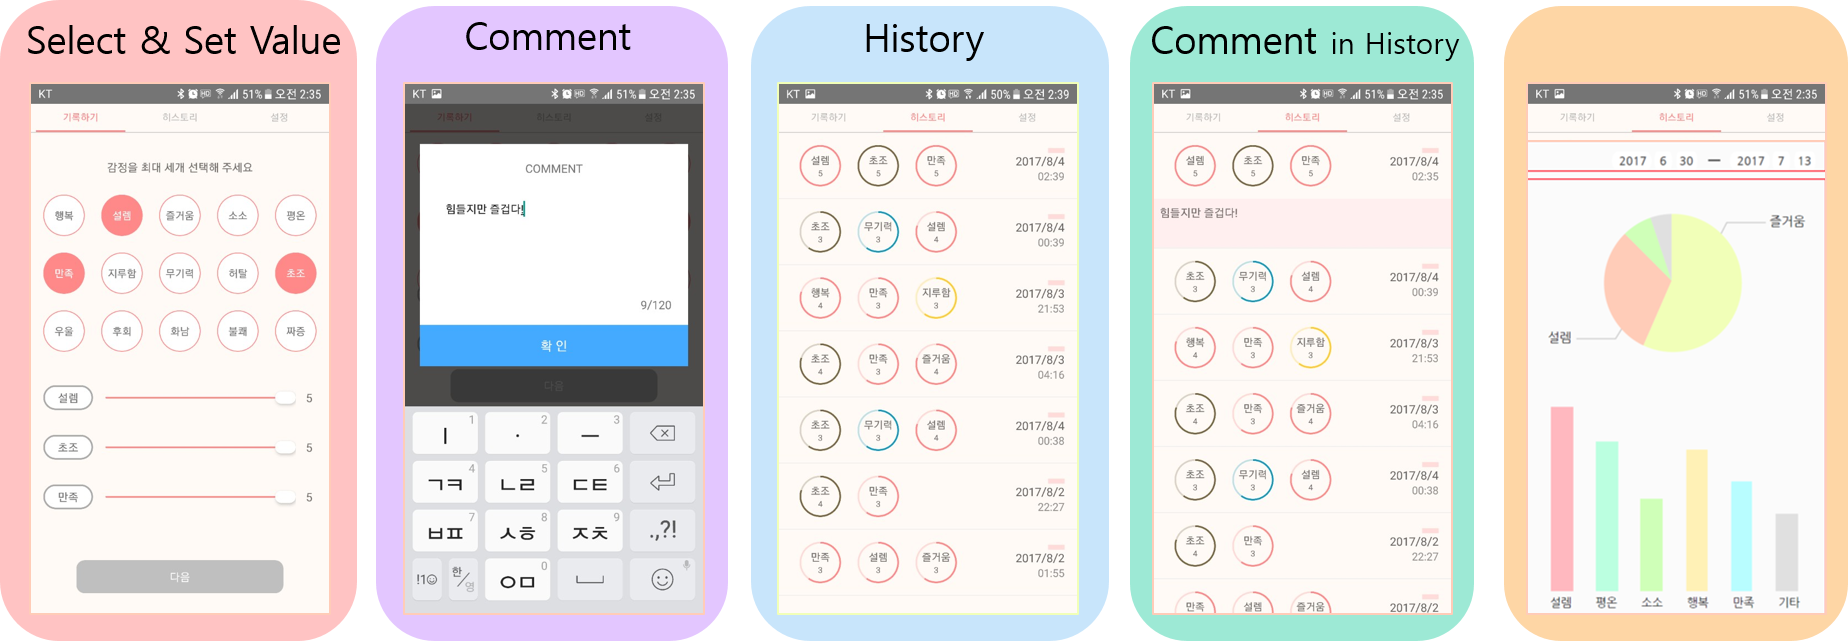 Select & Set Value
KT 51% 오전 2:35
기록하기 히스토리 설정
감정을 최대 세개 선택해 주세요
행복 설렘 즐거움 소소 평온
만족 지루함 무기력 허탈 초조
우울 후회 화남 불쾌 짜증
설렘 5
초조 5
만족 5
다음
Comment
KT HD 51% 오전 2:35
기록하기 히스토리 설정
COMMENT
힘들지만 즐겁다!
9/120
확인
다음
ㅣ 1 · 2 ㅡ 3
ㄱㅋ 4 ㄴㄹ 5 ㄷㅌ 6
ㅂㅍ 7 ㅅㅎ 8 ㅈㅊ 9 .,?!
!1☺ 한/영 ㅇㅁ 0
History
KT HD 50% 오전 2:39
기록하기 히스토리 설정
설렘 5 초조 5 만족 5 2017/8/4
02:39
초조 3 무기력 3 설렘 4 2017/8/4
00:39
행복 4 만족 3 지루함 3 2017/8/3
21:53
초조 4 만족 3 즐거움 4 2017/8/3
04:16
초조 3 무기력 3 설렘 4 2017/8/4
00:38
초조 4 만족 3 2017/8/2
22:27
만족 3 설렘 3 즐거움 3 2017/8/2
01:55
Comment in History
KT HD 51% 오전 2:35
기록하기 히스토리 설정
설렘 5 초조 5 만족 5 2017/8/4
02:35
힘들지만 즐겁다!
초조 3 무기력 3 설렘 4 2017/8/4
00:39
행복 4 만족 3 지루함 3 2017/8/3
21:53
초조 4 만족 3 즐거움 4 2017/8/3
04:16
초조 3 무기력 3 설렘 4 2017/8/4
00:38
초조 4 만족 3 2017/8/2
22:27
만족 설렘 즐거움 2017/8/2
KT HD 51% 오전 2:35
기록하기 히스토리 설정
2017 6 30 — 2017 7 13
즐거움
설렘
설렘 평온 소소 행복 만족 기타